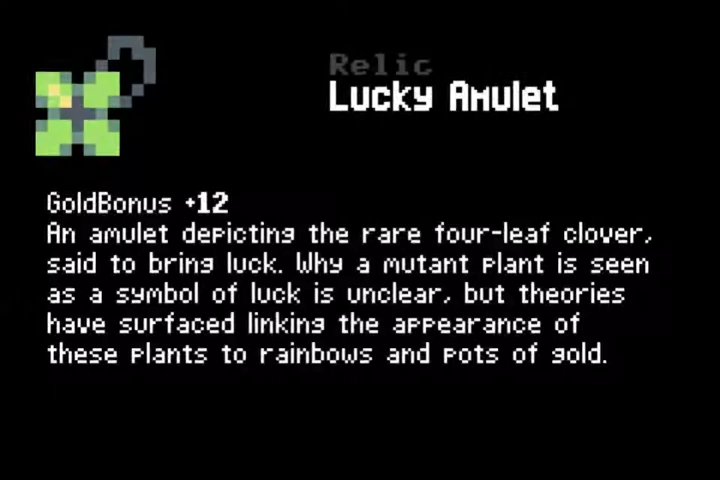 Relic
Lucky Amulet
GoldBonus +12
An amulet depicting the rare four-leaf clover,
said to bring luck. Why a mutant plant is seen
as a symbol of luck is unclear, but theories
have surfaced linking the appearance of
these plants to rainbows and pots of gold.